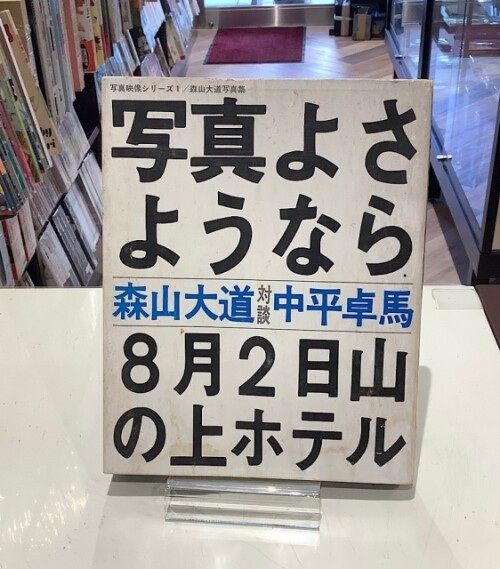 写真映像シリーズ1/森山大道写真集
写真よさ
ようなら
森山大道 対談 中平卓馬
8月2日山
の上ホテル